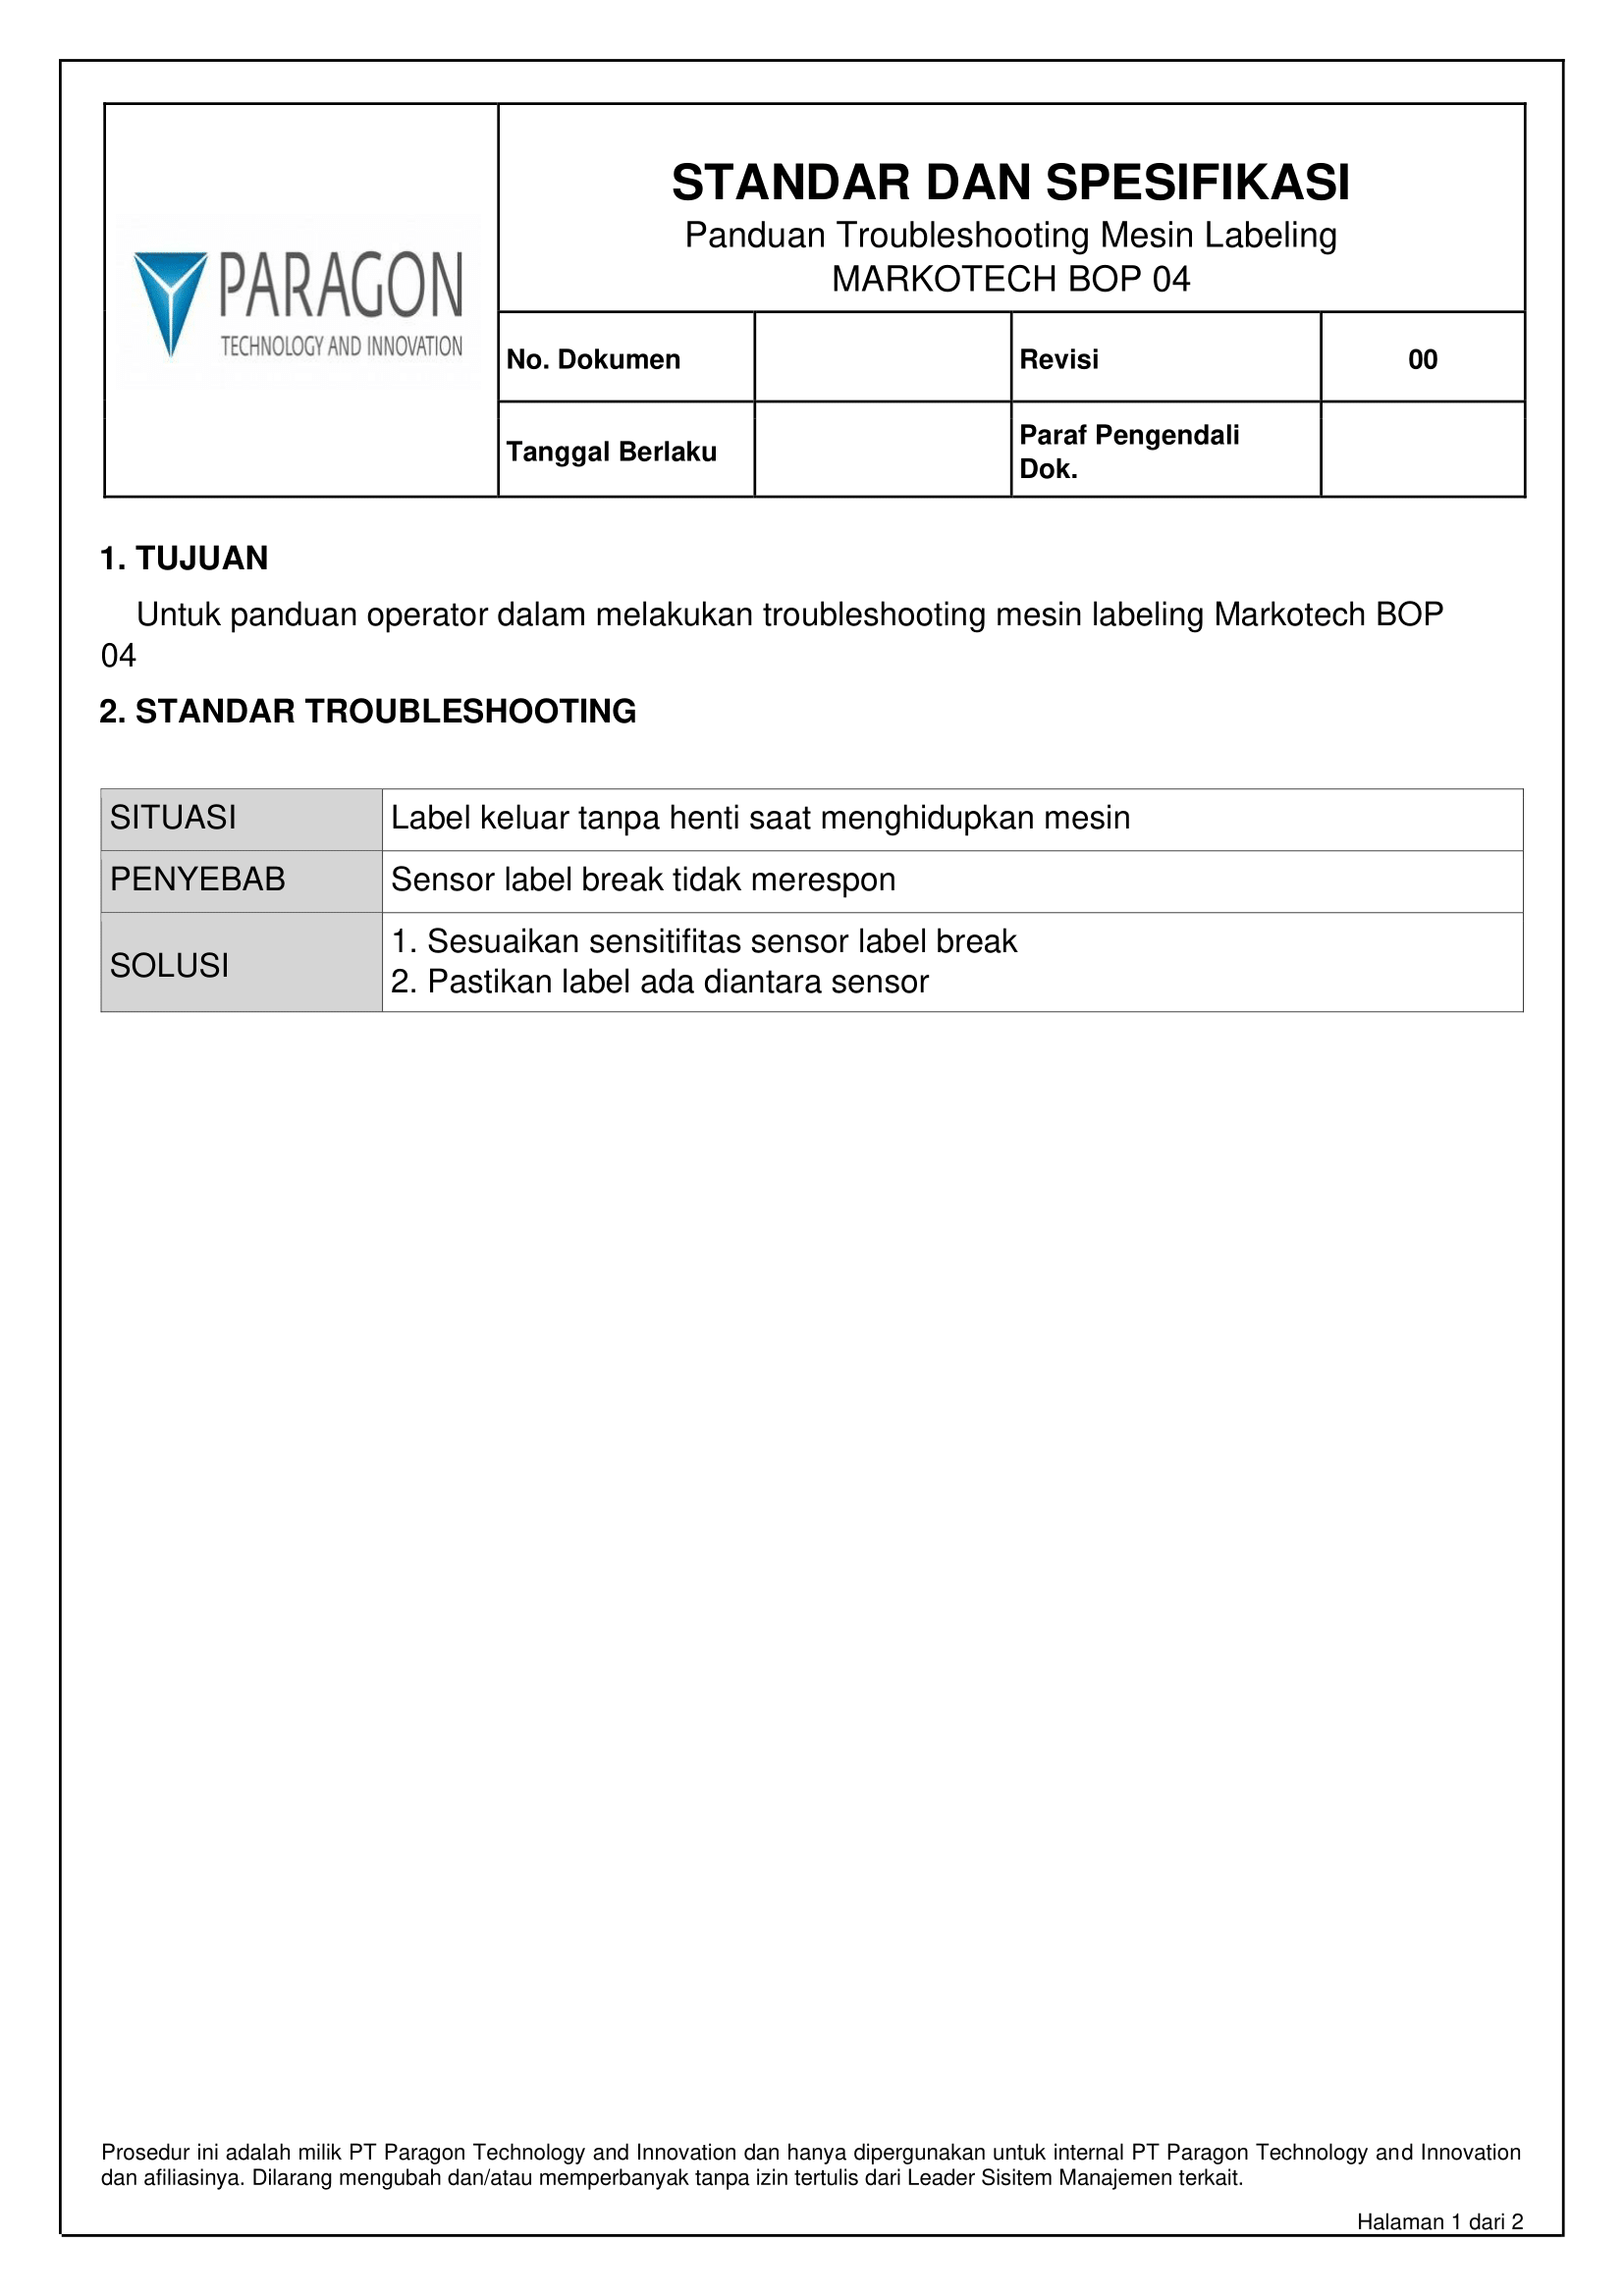 PARAGON
TECHNOLOGY AND INNOVATION
STANDAR DAN SPESIFIKASI
Panduan Troubleshooting Mesin Labeling
MARKOTECH BOP 04
No. Dokumen
Revisi
00
Tanggal Berlaku
Paraf Pengendali
Dok.
1. TUJUAN
Untuk panduan operator dalam melakukan troubleshooting mesin labeling Markotech BOP
04
2. STANDAR TROUBLESHOOTING
SITUASI
Label keluar tanpa henti saat menghidupkan mesin
PENYEBAB
Sensor label break tidak merespon
SOLUSI
1. Sesuaikan sensitifitas sensor label break
2. Pastikan label ada diantara sensor
Prosedur ini adalah milik PT Paragon Technology and Innovation dan hanya dipergunakan untuk internal PT Paragon Technology and Innovation
dan afiliasinya. Dilarang mengubah dan/atau memperbanyak tanpa izin tertulis dari Leader Sisitem Manajemen terkait.
Halaman 1 dari 2